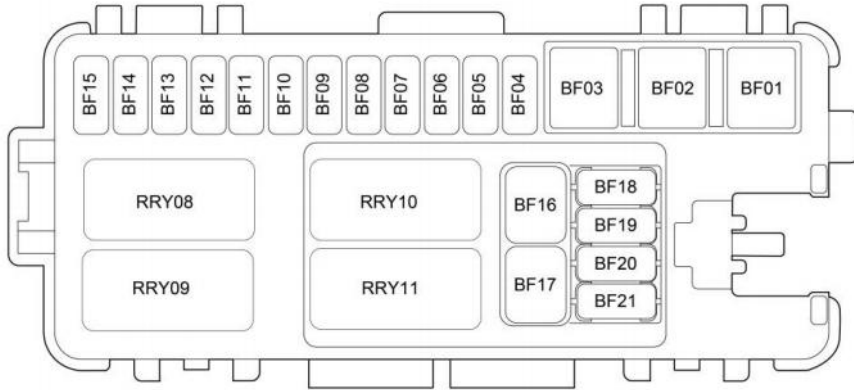 BF15 BF14 BF13 BF12 BF11 BF10 BF09 BF08 BF07 BF06 BF05 BF04 BF03 BF02 BF01
RRY08 RRY10 BF16 BF18
BF19
RRY09 RRY11 BF17 BF20
BF21